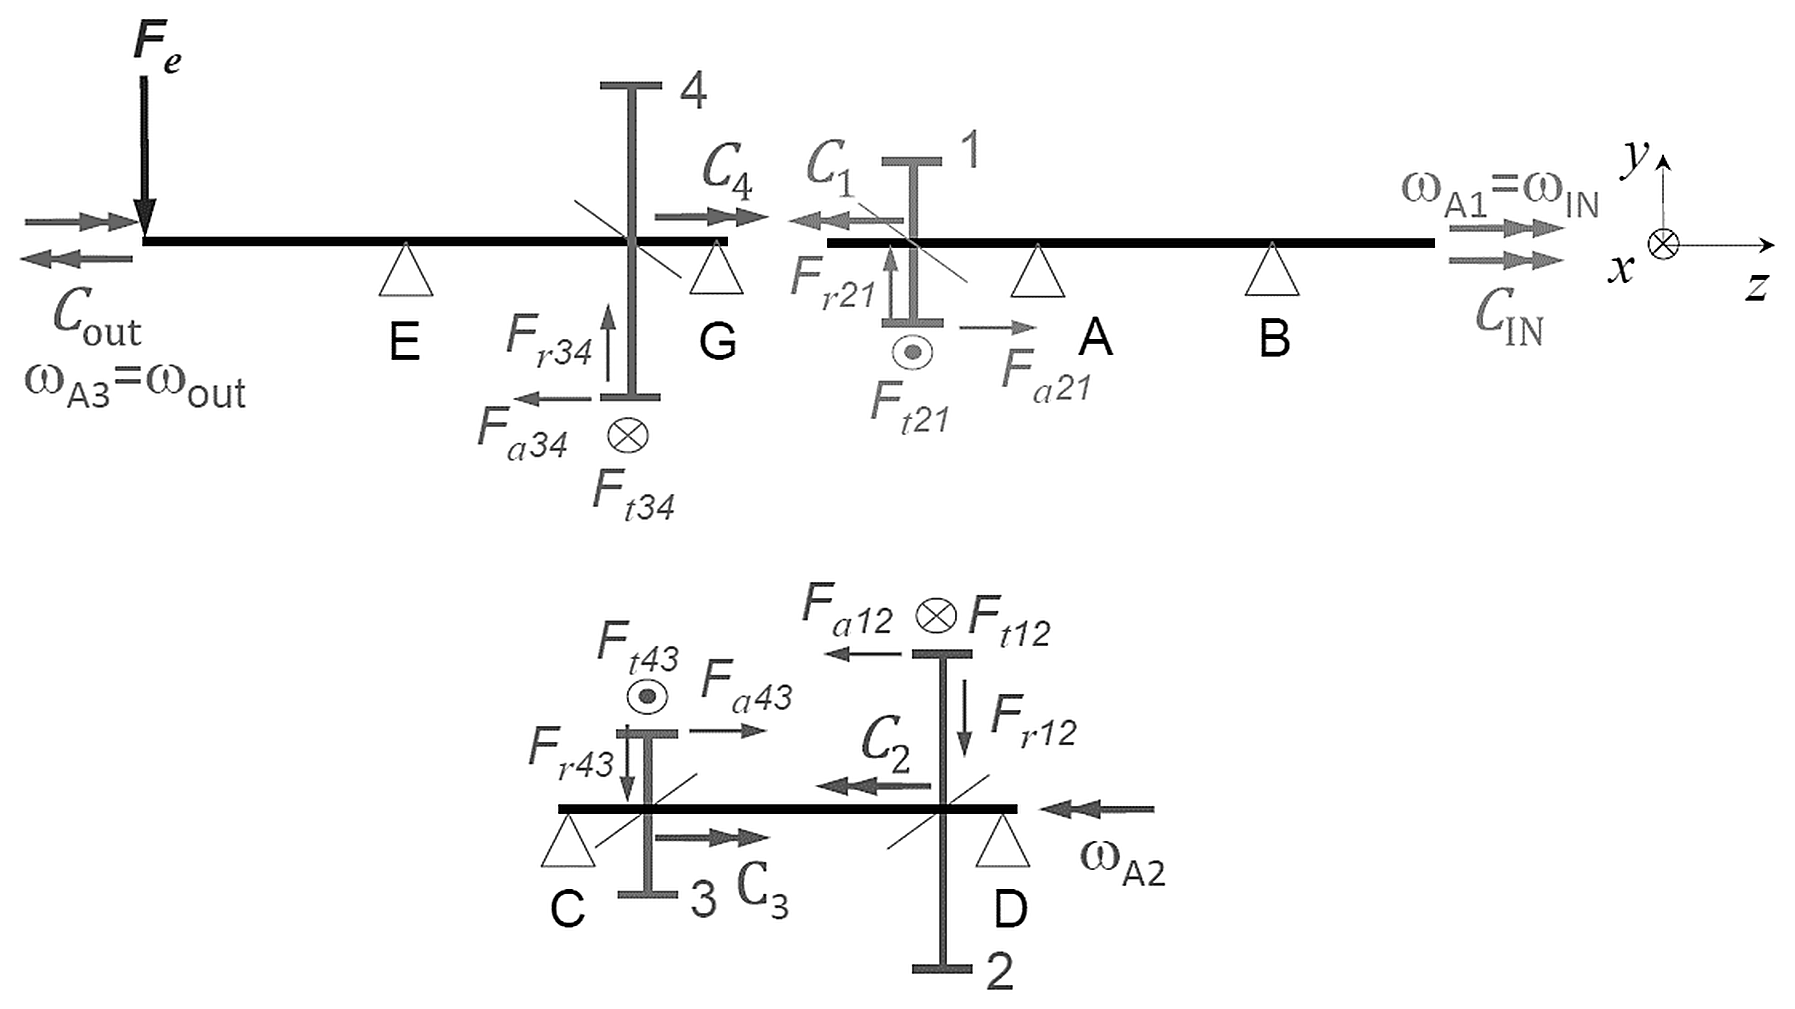 Fe
4
C4
C1
1
ωA1=ωIN
y
x
z
Fr21
CIN
Cout
E
Fr34
G
A
B
ωA3=ωout
Fa34
Ft21
Fa21
Ft34
Fa12
Ft12
Ft43
Fa43
Fr43
C2
Fr12
ωA2
C
3
C3
D
2